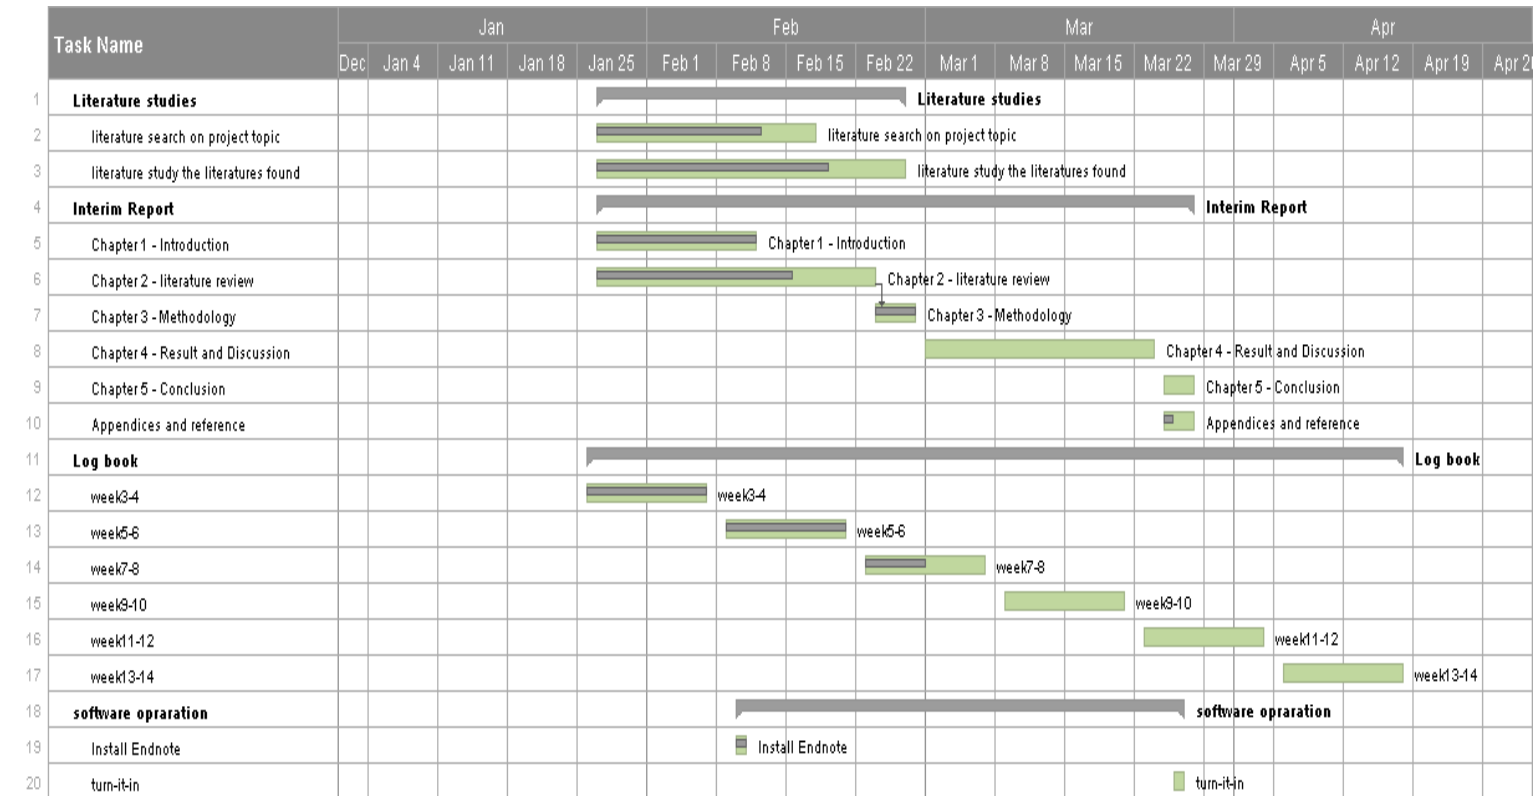 Task Name
Jan Feb Mar Apr
Dec Jan 4 Jan 11 Jan 18 Jan 25 Feb 1 Feb 8 Feb 15 Feb 22 Mar 1 Mar 8 Mar 15 Mar 22 Mar 29 Apr 5 Apr 12 Apr 19 Apr 2
1 Literature studies Literature studies
2 literature search on project topic literature search on project topic
3 literature study the literatures found literature study the literatures found
4 Interim Report Interim Report
5 Chapter 1 - Introduction Chapter 1 - Introduction
6 Chapter 2 - literature review Chapter 2 - literature review
7 Chapter 3 - Methodology Chapter 3 - Methodology
8 Chapter 4 - Result and Discussion Chapter 4 - Result and Discussion
9 Chapter 5 - Conclusion Chapter 5 - Conclusion
10 Appendices and reference Appendices and reference
11 Log book Log book
12 week3-4 week3-4
13 week5-6 week5-6
14 week7-8 week7-8
15 week9-10 week9-10
16 week11-12 week11-12
17 week13-14 week13-14
18 software opraration software opraration
19 Install Endnote Install Endnote
20 turn-it-in turn-it-in